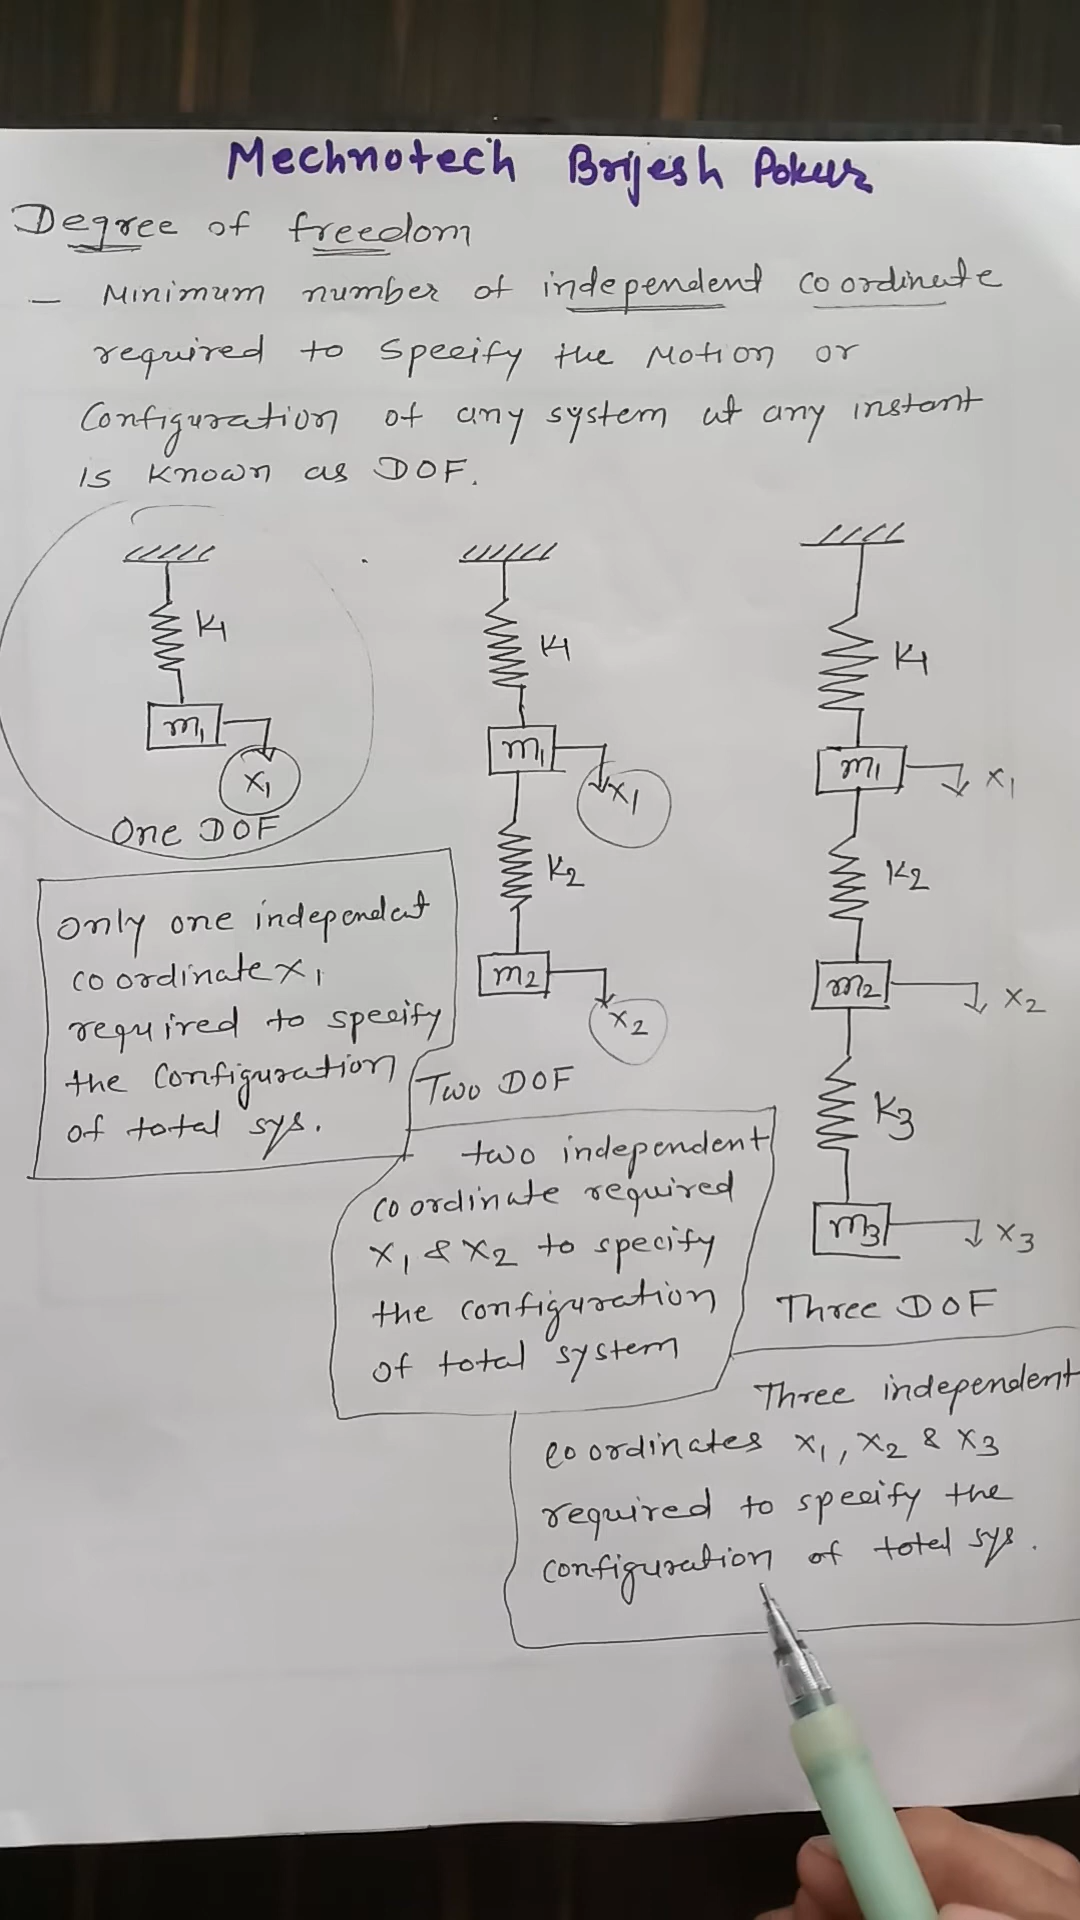 Mechnotech Brijesh Pokur
Degree of freedom
- Minimum number of independent coordinate
required to specify the motion or
configuration of any system at any instant
is known as DOF.
K1
m1
x1
One DOF
only one independent
coordinate x1
required to specify
the configuration
of total sys.
K1
m1
x1
K2
m2
x2
Two DOF
two independent
coordinate required
x1 & x2 to specify
the configuration
of total system
K1
m1
x1
K2
m2
x2
K3
m3
x3
Three DOF
Three independent
coordinates x1, x2 & x3
required to specify the
configuration of total sys.